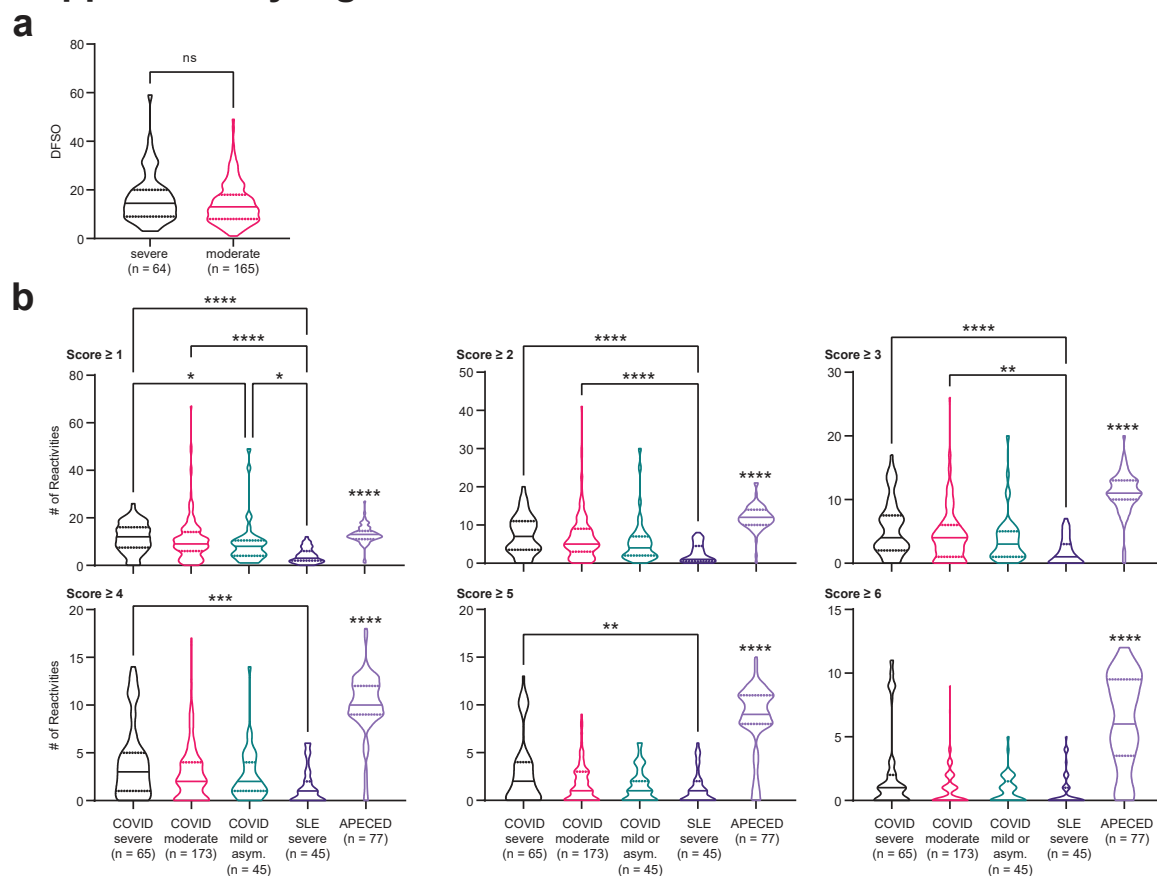 a
80
60
40
20
0
DFSO
ns
severe
(n = 64)
moderate
(n = 165)
b
****
****
*
*
Score ≥ 1
80
60
40
20
0
# of Reactivities
****
Score ≥ 2
****
****
50
40
30
20
10
0
****
Score ≥ 3
****
**
30
20
10
0
****
Score ≥ 4
***
20
15
10
5
0
# of Reactivities
****
COVID
severe
(n = 65)
COVID
moderate
(n = 173)
COVID
mild or
asym.
(n = 45)
SLE
severe
(n = 45)
APECED
(n = 77)
Score ≥ 5
**
20
15
10
5
0
****
COVID
severe
(n = 65)
COVID
moderate
(n = 173)
COVID
mild or
asym.
(n = 45)
SLE
severe
(n = 45)
APECED
(n = 77)
Score ≥ 6
15
10
5
0
****
COVID
severe
(n = 65)
COVID
moderate
(n = 173)
COVID
mild or
asym.
(n = 45)
SLE
severe
(n = 45)
APECED
(n = 77)